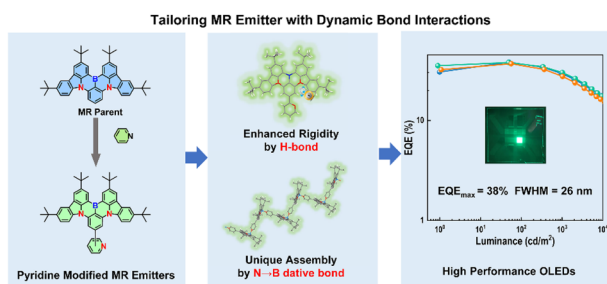 Tailoring MR Emitter with Dynamic Bond Interactions
B
N
N
MR Parent
N
B
N
N
N
Pyridine Modified MR Emitters
Enhanced Rigidity
by H-bond
Unique Assembly
by N→B dative bond
EQE (%)
10
1
10⁰ 10¹ 10² 10³ 10⁴
Luminance (cd/m²)
EQEmax = 38% FWHM = 26 nm
High Performance OLEDs